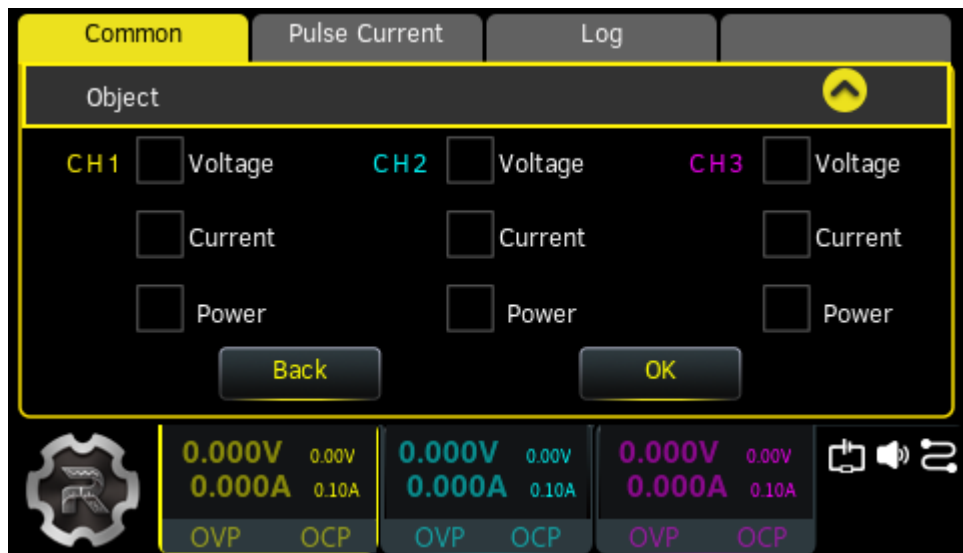 Common Pulse Current Log
Object
CH1 Voltage CH2 Voltage CH3 Voltage
Current Current Current
Power Power Power
Back OK
0.000V 0.00V 0.000V 0.00V 0.000V 0.00V
0.000A 0.10A 0.000A 0.10A 0.000A 0.10A
R
OVP OCP OVP OCP OVP OCP